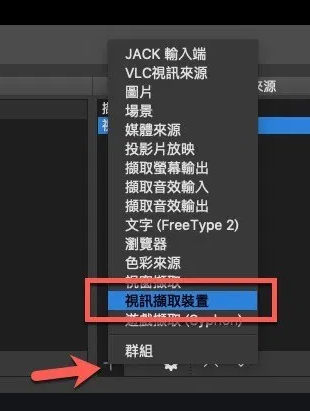 JACK 輸入端
VLC視訊來源
圖片
場景
來源
媒體來源
投影片放映
擷取螢幕輸出
擷取音效輸入
擷取音效輸出
文字 (FreeType 2)
瀏覽器
色彩來源
視窗擷取
視訊擷取裝置
遊戲擷取 (Syphon)
群組